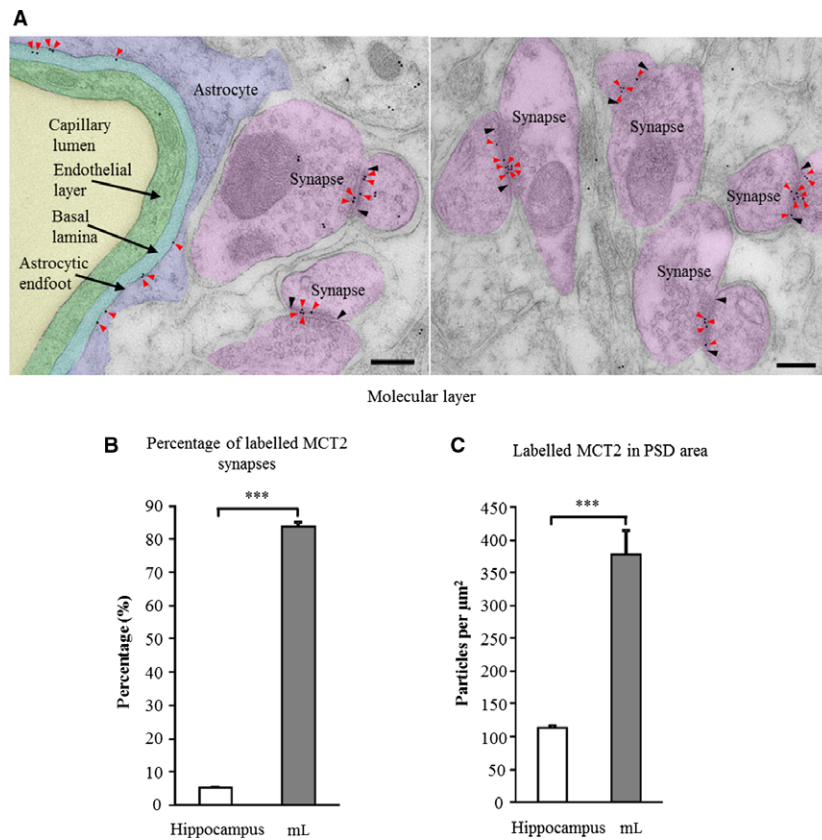 A
Astrocyte
Capillary
lumen
Endothelial
layer
Basal
lamina
Astrocytic
endfoot
Synapse
Synapse
Synapse
Synapse
Synapse
Synapse
Molecular layer
B
Percentage of labelled MCT2
synapses
***
Percentage (%)
90
80
70
60
50
40
30
20
10
0
Hippocampus
mL
C
Labelled MCT2 in PSD area
***
Particles per µm²
450
400
350
300
250
200
150
100
50
0
Hippocampus
mL